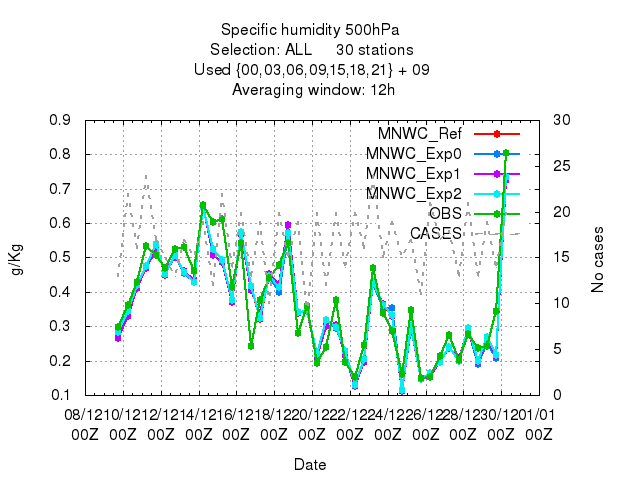 Specific humidity 500hPa
Selection: ALL 30 stations
Used {00,03,06,09,15,18,21} + 09
Averaging window: 12h
0.9 30
MNWC_Ref
0.8 25
MNWC_Exp0
MNWC_Exp1
0.7
MNWC_Exp2
20
OBS
0.6
CASES
0.5 15
g/Kg
No cases
0.4 10
0.3
5
0.2
0.1 0
08/12 10/12 12/12 14/12 16/12 18/12 20/12 22/12 24/12 26/12 28/12 30/12 01/01
00Z 00Z 00Z 00Z 00Z 00Z 00Z 00Z 00Z 00Z 00Z 00Z 00Z
Date